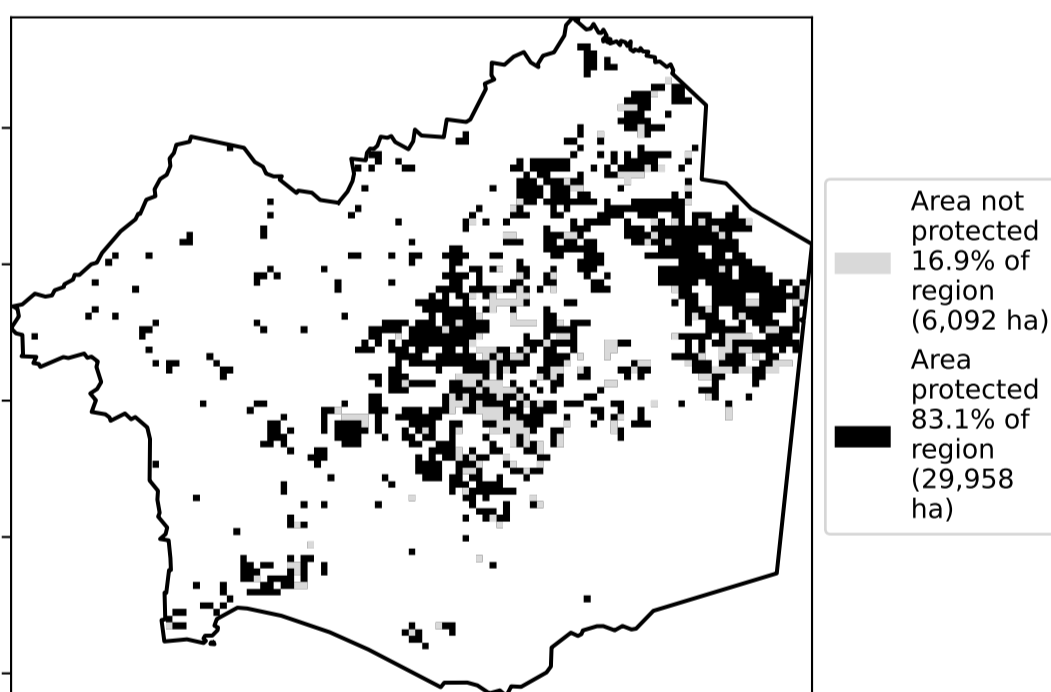 Area not
protected
16.9% of
region
(6,092 ha)
Area
protected
83.1% of
region
(29,958
ha)